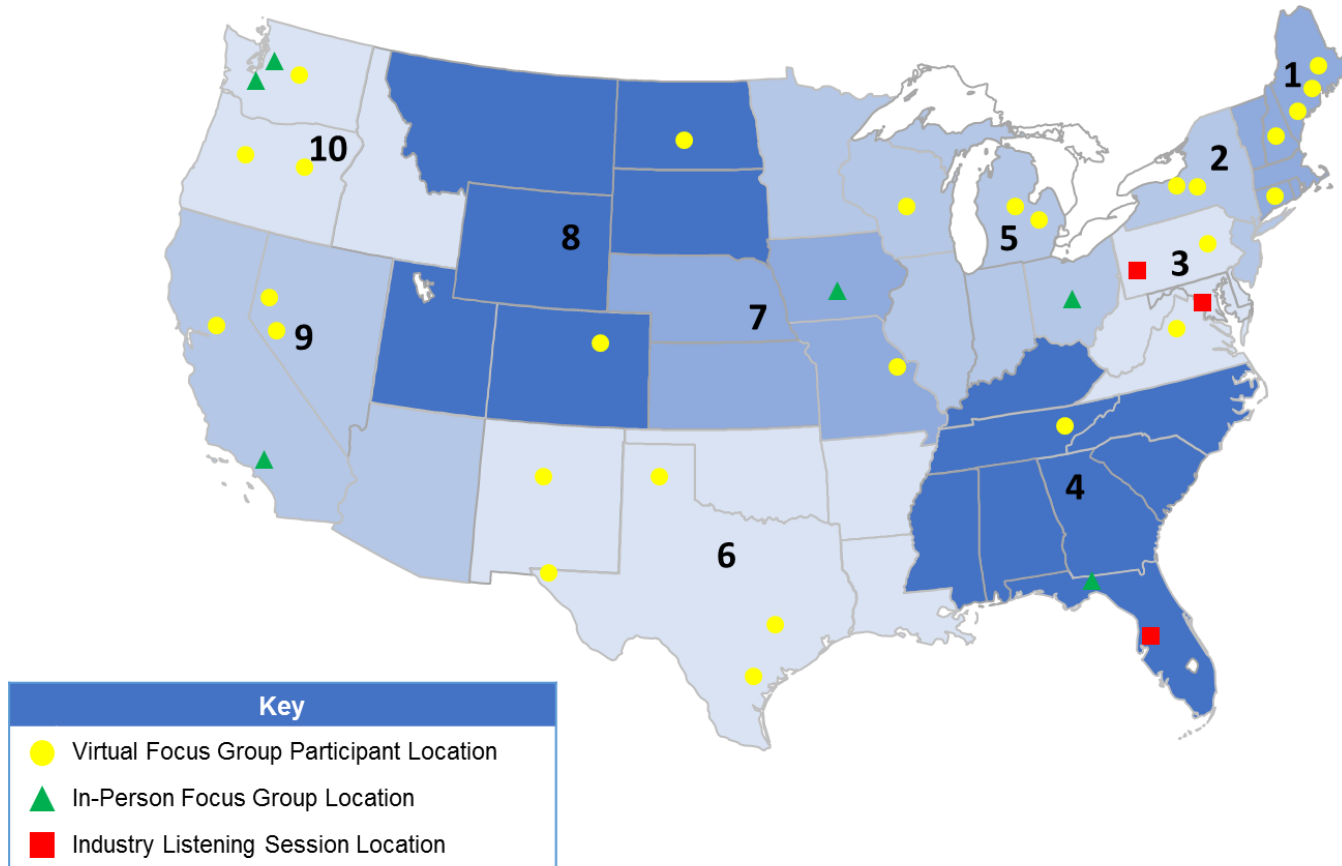 1
10
2
8
5
3
7
9
4
6
Key
Virtual Focus Group Participant Location
In-Person Focus Group Location
Industry Listening Session Location